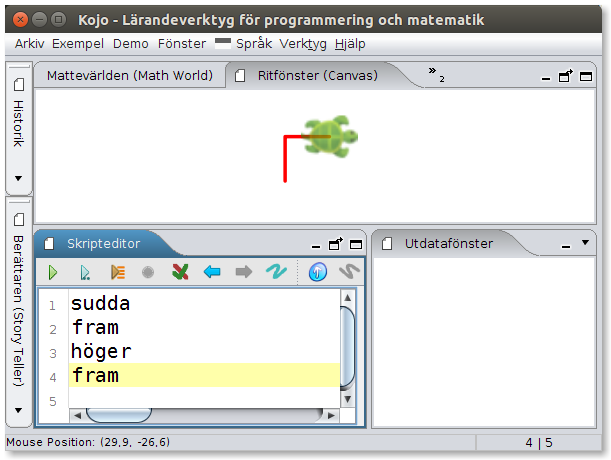 Kojo - Lärandeverktyg för programmering och matematik
Arkiv Exempel Demo Fönster Språk Verktyg Hjälp
Historik
Berättaren (Story Teller)
Mattevärlden (Math World)
Ritfönster (Canvas)
» 2
Skripteditor
1 sudda
2 fram
3 höger
4 fram
5
Utdatafönster
Mouse Position: (29,9, -26,6)
4 | 5